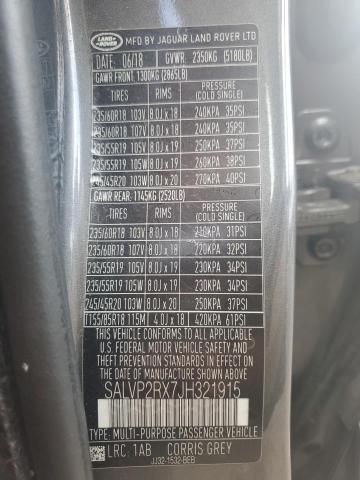 LAND ROVER
MFD BY JAGUAR LAND ROVER LTD
DATE: 06/18 GVWR: 2350KG (5180LB)
GAWR FRONT: 1300KG (2865LB)
TIRES RIMS PRESSURE (COLD SINGLE)
235/60R18 103V 8.0J x 18 240KPA 35PSI
235/60R18 107V 8.0J x 18 240KPA 35PSI
235/55R19 105V 8.0J x 19 250KPA 37PSI
235/55R19 105W 8.0J x 19 260KPA 38PSI
245/45R20 103W 8.0J x 20 270KPA 40PSI
GAWR REAR: 1145KG (2520LB)
TIRES RIMS PRESSURE (COLD SINGLE)
235/60R18 103V 8.0J x 18 210KPA 31PSI
235/60R18 107V 8.0J x 18 220KPA 32PSI
235/55R19 105V 8.0J x 19 230KPA 34PSI
235/55R19 105W 8.0J x 19 230KPA 34PSI
245/45R20 103W 8.0J x 20 250KPA 37PSI
T155/85R18 115M 4.0J x 18 420KPA 61PSI
THIS VEHICLE CONFORMS TO ALL APPLICABLE
U.S. FEDERAL MOTOR VEHICLE SAFETY
STANDARDS IN EFFECT ON THE DATE OF
MANUFACTURE SHOWN ABOVE
SALVP2RX7JH321915
TYPE: MULTI-PURPOSE PASSENGER VEHICLE
LRC: 1AB CORRIS GREY
JJ32-1532-BEB